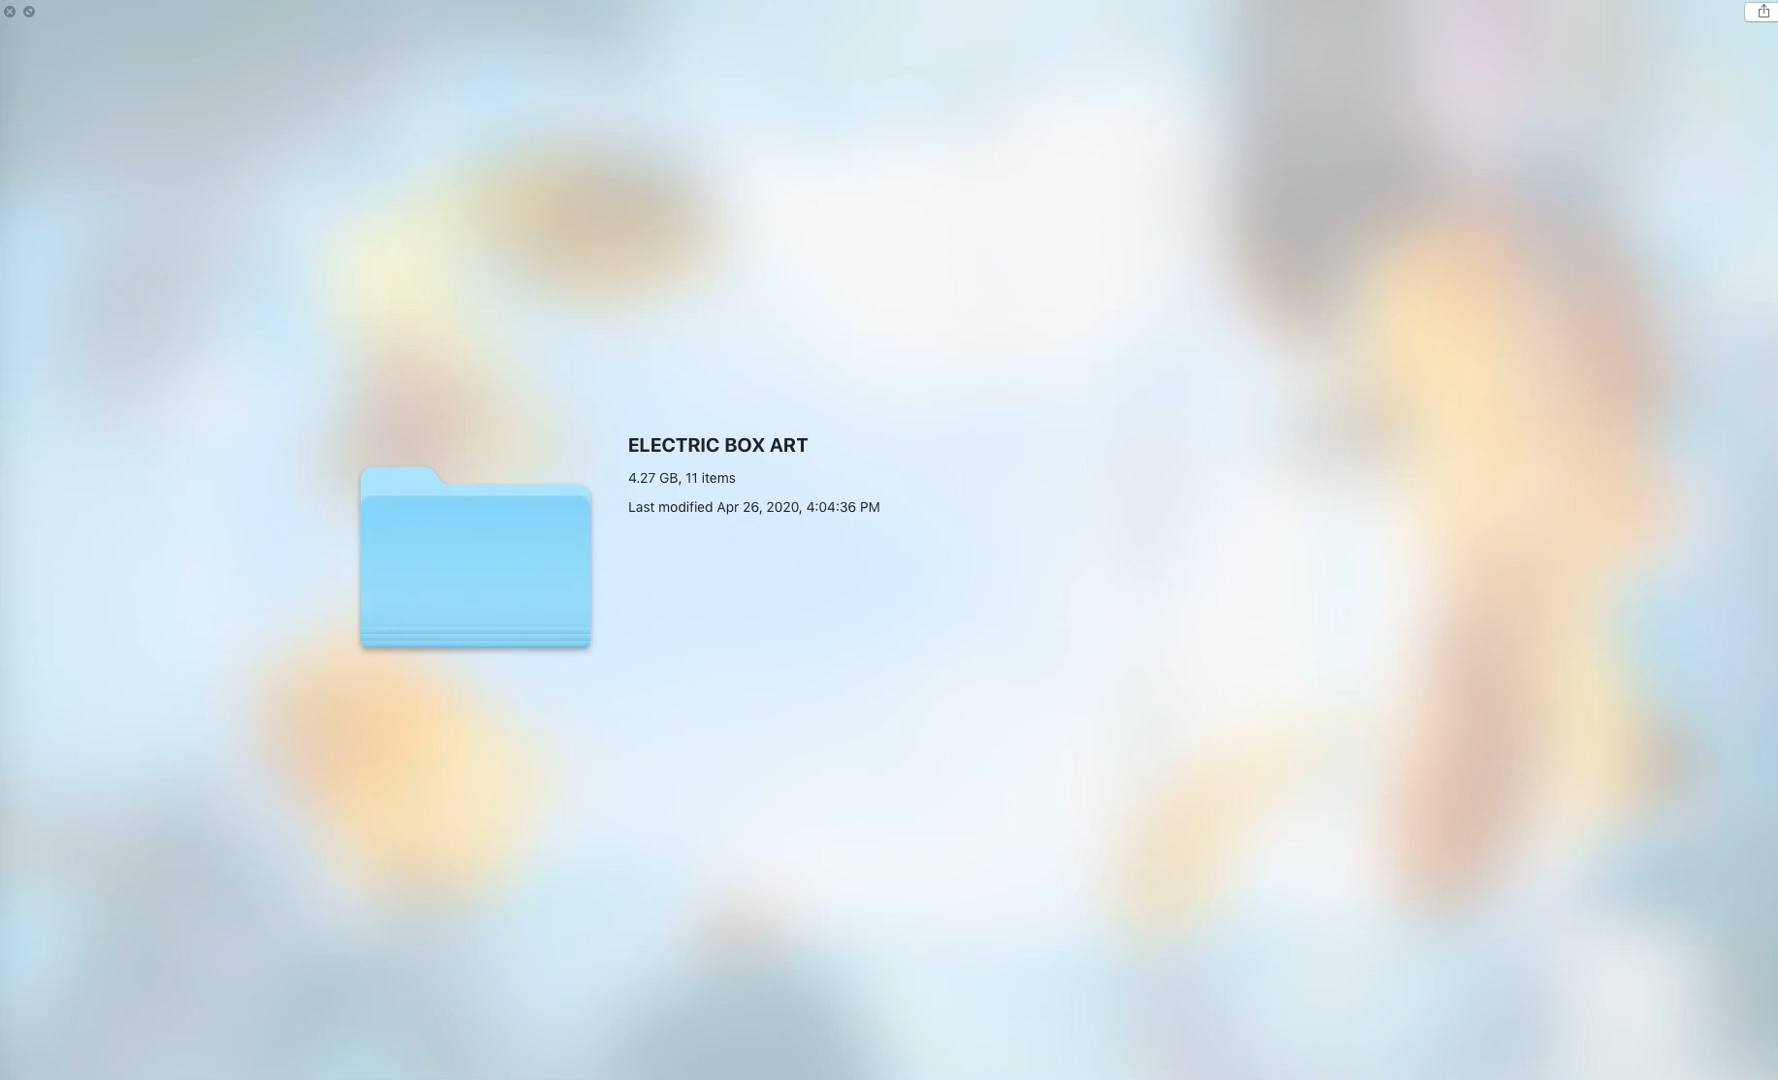 ELECTRIC BOX ART
4.27 GB, 11 items
Last modified Apr 26, 2020, 4:04:36 PM